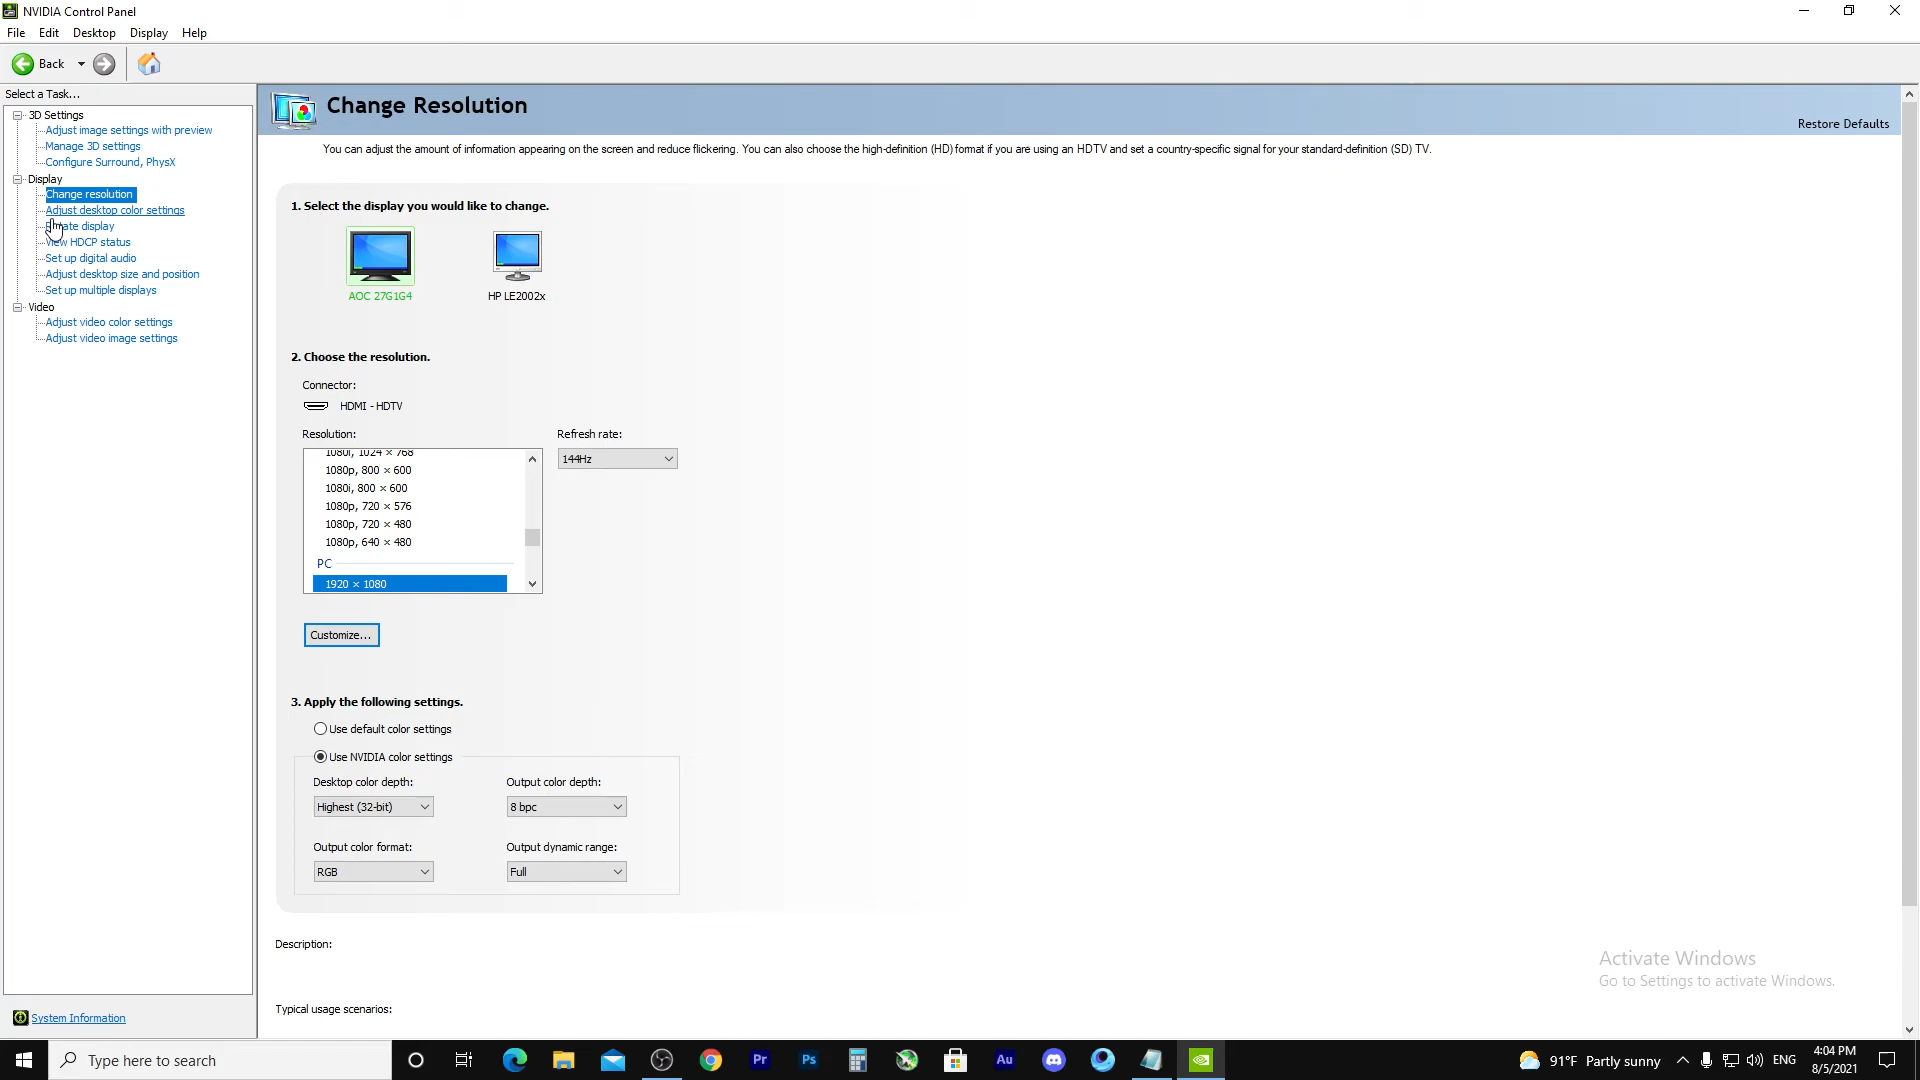 NVIDIA Control Panel
File Edit Desktop Display Help
Back
Select a Task...
3D Settings
Adjust image settings with preview
Manage 3D settings
Configure Surround, PhysX
Display
Change resolution
Adjust desktop color settings
Rotate display
View HDCP status
Set up digital audio
Adjust desktop size and position
Set up multiple displays
Video
Adjust video color settings
Adjust video image settings
System Information
Change Resolution
Restore Defaults
You can adjust the amount of information appearing on the screen and reduce flickering. You can also choose the high-definition (HD) format if you are using an HDTV and set a country-specific signal for your standard-definition (SD) TV.
1. Select the display you would like to change.
AOC 27G1G4 HP LE2002x
2. Choose the resolution.
Connector:
HDMI - HDTV
Resolution: Refresh rate:
144Hz
1080i, 1024 × 768
1080p, 800 × 600
1080i, 800 × 600
1080p, 720 × 576
1080p, 720 × 480
1080p, 640 × 480
PC
1920 × 1080
Customize...
3. Apply the following settings.
Use default color settings
Use NVIDIA color settings
Desktop color depth: Output color depth:
Highest (32-bit) 8 bpc
Output color format: Output dynamic range:
RGB Full
Description:
Typical usage scenarios:
Activate Windows
Go to Settings to activate Windows.
Type here to search
Pr
Ps
Au
91°F Partly sunny
ENG
4:04 PM
8/5/2021